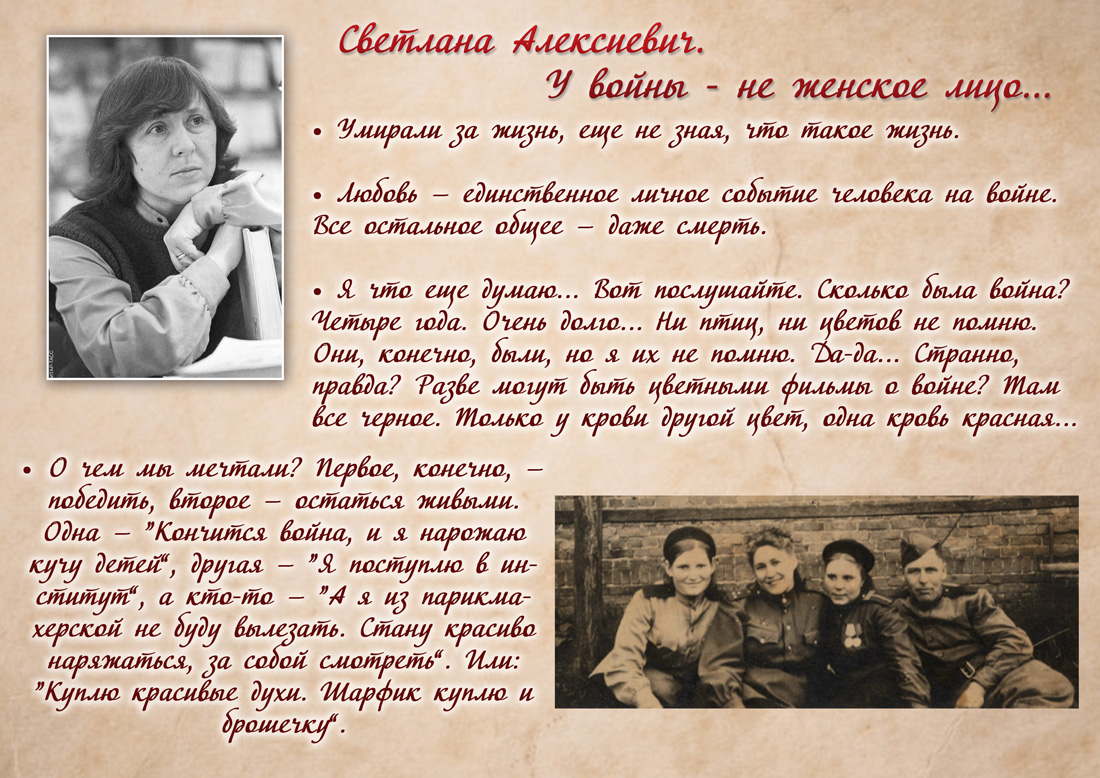 Светлана Алексиевич.
У войны - не женское лицо...
• Умирали за жизнь, еще не зная, что такое жизнь.
• Любовь – единственное личное событие человека на войне.
Все остальное общее – даже смерть.
• Я что еще думаю... Вот послушайте. Сколько была война?
Четыре года. Очень долго... Ни птиц, ни цветов не помню.
Они, конечно, были, но я их не помню. Да-да... Странно,
правда? Разве могут быть цветными фильмы о войне? Там
все черное. Только у крови другой цвет, одна кровь красная...
• О чем мы мечтали? Первое, конечно, –
победить, второе – остаться живыми.
Одна – "Кончится война, и я нарожаю
кучу детей“, другая – "Я поступлю в ин-
ститут“, а кто-то – "А я из парикма-
херской не буду вылезать. Стану красиво
наряжаться, за собой смотреть“. Или:
"Куплю красивые духи. Шарфик куплю и
брошечку“.